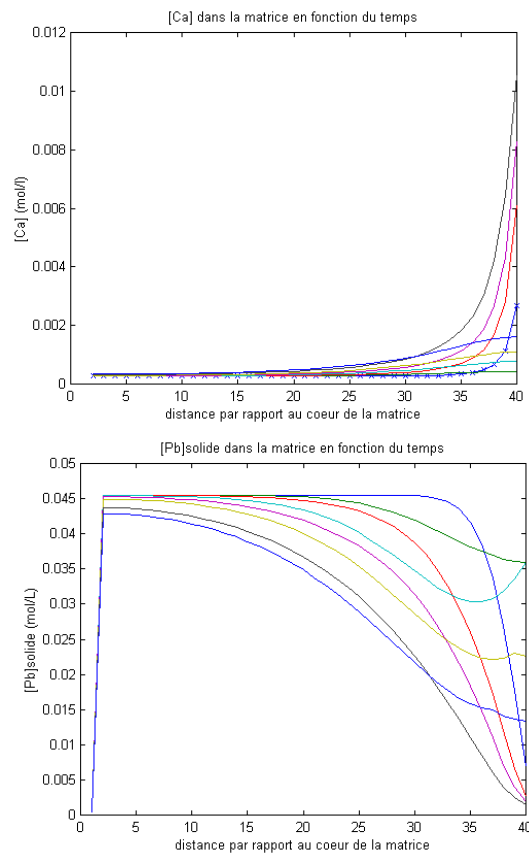 [Ca] dans la matrice en fonction du temps
0.012
0.01
0.008
0.006
0.004
0.002
0
[Ca] (mol/l)
0 5 10 15 20 25 30 35 40
distance par rapport au coeur de la matrice
[Pb]solide dans la matrice en fonction du temps
0.05
0.045
0.04
0.035
0.03
0.025
0.02
0.015
0.01
0.005
0
[Pb]solide (mol/L)
0 5 10 15 20 25 30 35 40
distance par rapport au coeur de la matrice